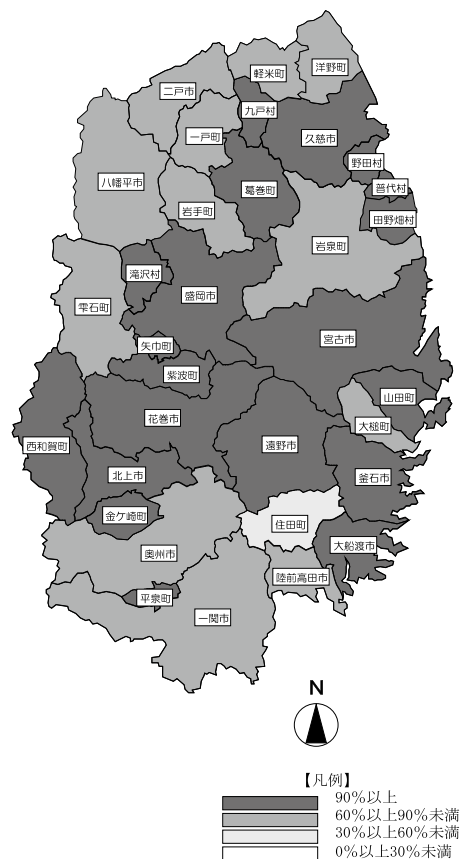 洋野町
軽米町
二戸市
九戸村
一戸町
久慈市
野田村
八幡平市
葛巻町
普代村
岩手町
田野畑村
岩泉町
滝沢村
盛岡市
雫石町
宮古市
矢巾町
紫波町
山田町
花巻市
大槌町
西和賀町
遠野市
北上市
釜石市
金ケ崎町
住田町
大船渡市
奥州市
陸前高田市
平泉町
一関市
N
【凡例】
90%以上
60%以上90%未満
30%以上60%未満
0%以上30%未満